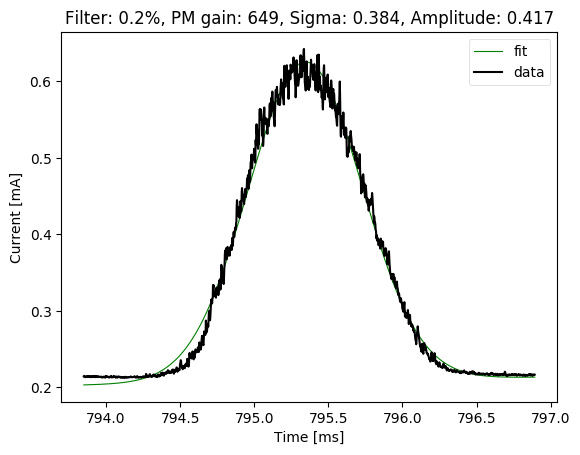 Filter: 0.2%, PM gain: 649, Sigma: 0.384, Amplitude: 0.417
fit
data
0.6
0.5
0.4
0.3
0.2
Current [mA]
794.0 794.5 795.0 795.5 796.0 796.5 797.0
Time [ms]